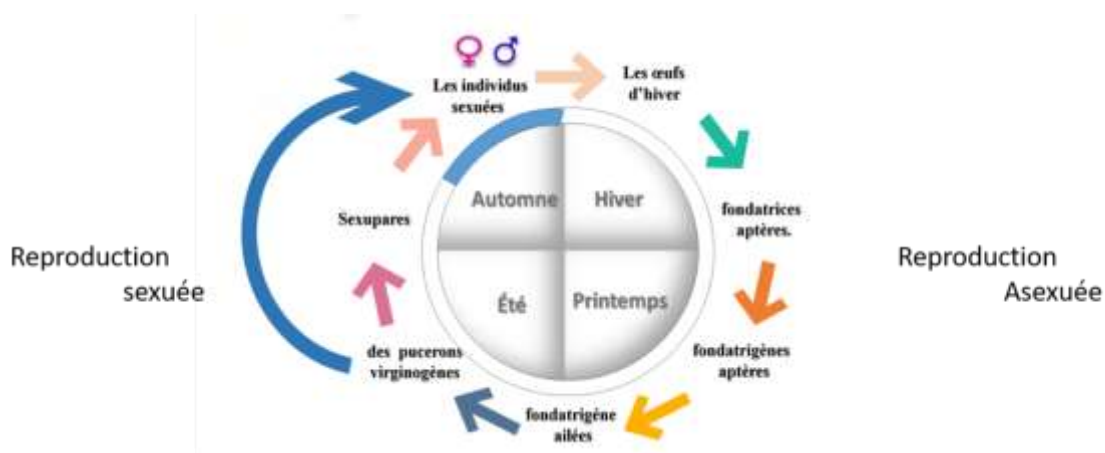 Les individus
sexuées
Les œufs
d'hiver
fondatrices
aptères.
fondatrigènes
aptères
fondatrigéne
ailées
des pucerons
virginogènes
Sexupares
Automne
Hiver
Été
Printemps
Reproduction
sexuée
Reproduction
Asexuée